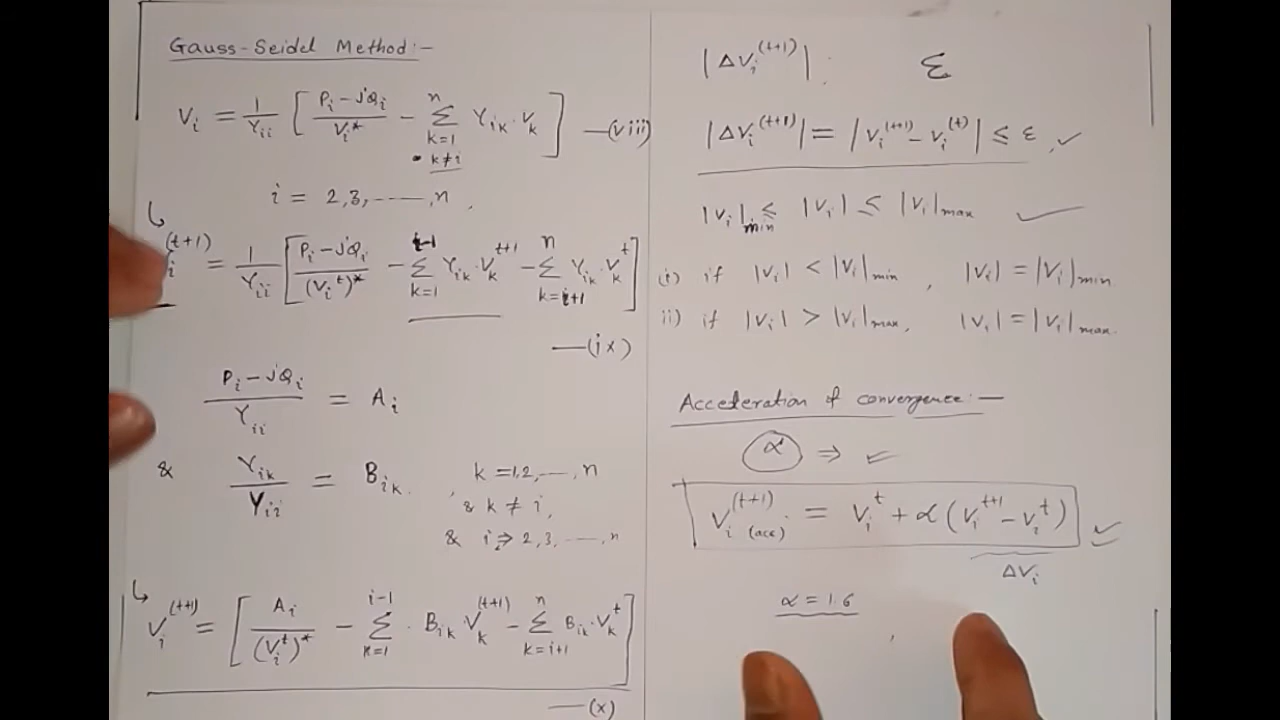 Gauss-Seidel Method:-
Vi = 1/Yii [ (Pi - jQi)/Vi* - Σ(k=1, k≠i)^n Yik · Vk ] —(viii)
i = 2,3,-----,n,
↳ i^(t+1) = 1/Yii [ (Pi - jQi)/(Vi^t)* - Σ(k=1)^(i-1) Yik · Vk^(t+1) - Σ(k=i+1)^n Yik · Vk^t ]
—(ix)
(Pi - jQi)/Yii = Ai
& Yik/Yii = Bik, k = 1,2,----,n
& k ≠ i,
& i ⇒ 2,3,-----,n
↳ Vi^(t+1) = [ Ai/(Vi^t)* - Σ(k=1)^(i-1) · Bik · Vk^(t+1) - Σ(k=i+1)^n Bik · Vk^t ]
—(x)
|ΔVi^(t+1)| : ε
|ΔVi^(t+1)| = |Vi^(t+1) - Vi^(t)| ≤ ε, ✓
|Vi|min ≤ |Vi| ≤ |Vi|max ✓
(i) if |Vi| < |Vi|min, |Vi| = |Vi|min
ii) if |Vi| > |Vi|max, |Vi| = |Vi|max.
Acceleration of convergence:-
α ⇒ ✓
Vi(acc)^(t+1) = Vi^t + α(Vi^(t+1) - Vi^t) ✓
ΔVi
α = 1.6